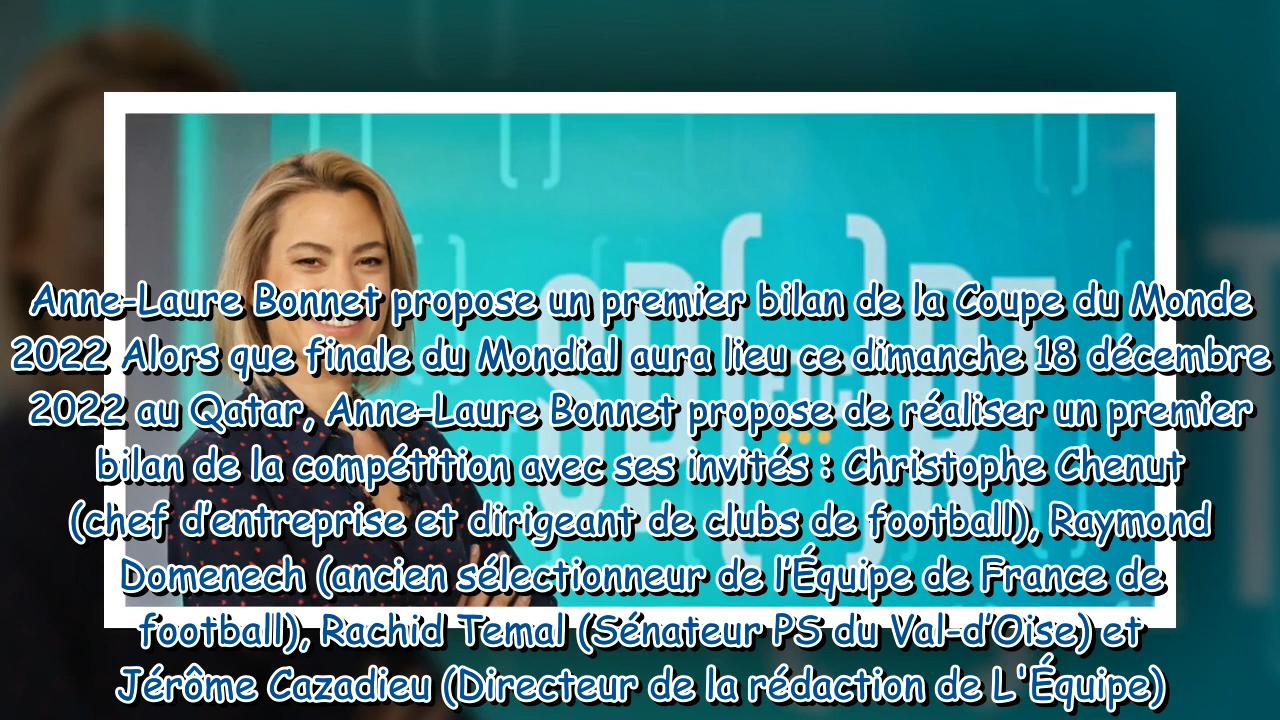 Anne-Laure Bonnet propose un premier bilan de la Coupe du Monde
2022 Alors que finale du Mondial aura lieu ce dimanche 18 décembre
2022 au Qatar, Anne-Laure Bonnet propose de réaliser un premier
bilan de la compétition avec ses invités : Christophe Chenut
(chef d’entreprise et dirigeant de clubs de football), Raymond
Domenech (ancien sélectionneur de l’Équipe de France de
football), Rachid Temal (Sénateur PS du Val-d’Oise) et
Jérôme Cazadieu (Directeur de la rédaction de L'Équipe)